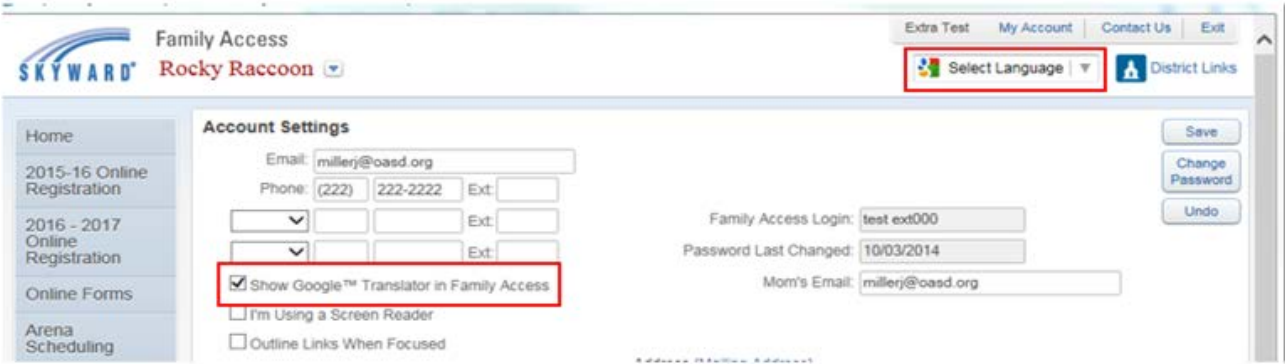 Extra Test My Account Contact Us Exit
Family Access
SKYWARD®
Rocky Raccoon
Select Language
District Links
Home
2015-16 Online
Registration
2016 - 2017
Online
Registration
Online Forms
Arena
Scheduling
Account Settings
Email: millerj@oasd.org
Phone: (222) 222-2222 Ext:
Ext:
Ext:
Show Google™ Translator in Family Access
I'm Using a Screen Reader
Outline Links When Focused
Family Access Login: test ext000
Password Last Changed: 10/03/2014
Mom's Email: millerj@oasd.org
Save
Change
Password
Undo